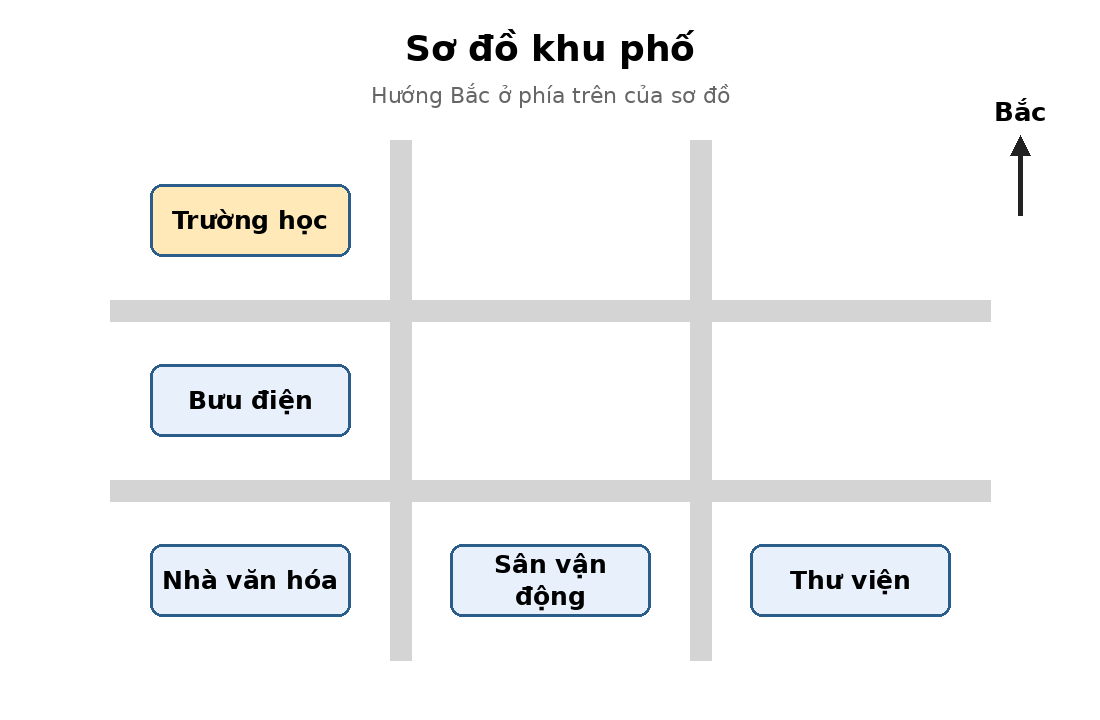 Sơ đồ khu phố
Hướng Bắc ở phía trên của sơ đồ
Bắc
Trường học
Bưu điện
Nhà văn hóa
Sân vận
động
Thư viện